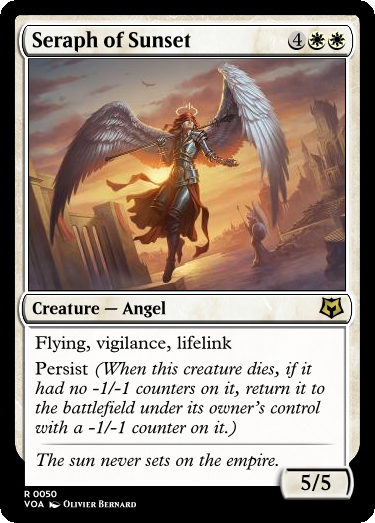 Seraph of Sunset 4
Creature — Angel
Flying, vigilance, lifelink
Persist (When this creature dies, if it
had no -1/-1 counters on it, return it to
the battlefield under its owner's control
with a -1/-1 counter on it.)
The sun never sets on the empire.
5/5
R 0050
VOA Olivier Bernard